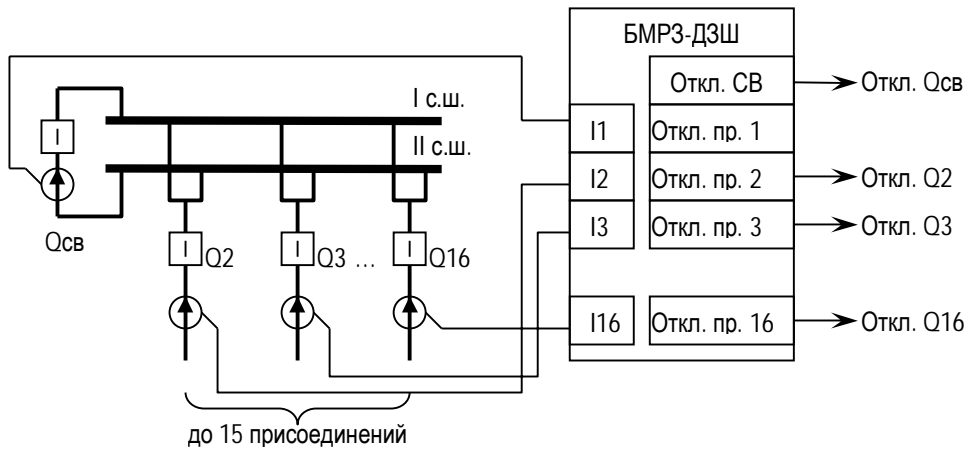 БМРЗ-ДЗШ
Откл. СВ
Откл. Qсв
I с.ш.
I
I1
Откл. пр. 1
II с.ш.
I2
Откл. пр. 2
Откл. Q2
I3
Откл. пр. 3
Откл. Q3
Qсв
I Q2
I Q3 ...
I Q16
I16
Откл. пр. 16
Откл. Q16
до 15 присоединений